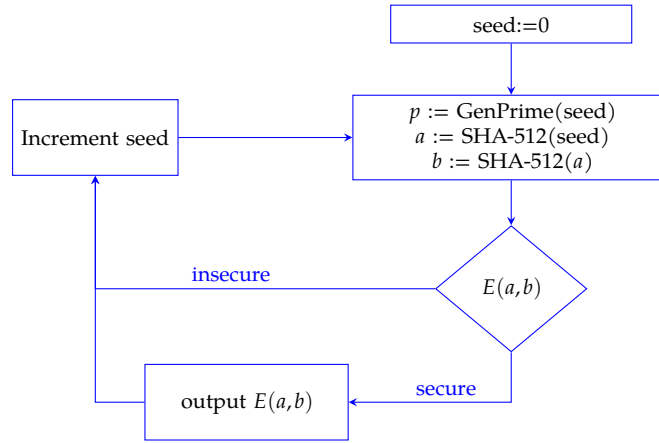 seed:=0
p := GenPrime(seed)
a := SHA-512(seed)
b := SHA-512(a)
Increment seed
insecure
E(a,b)
secure
output E(a,b)